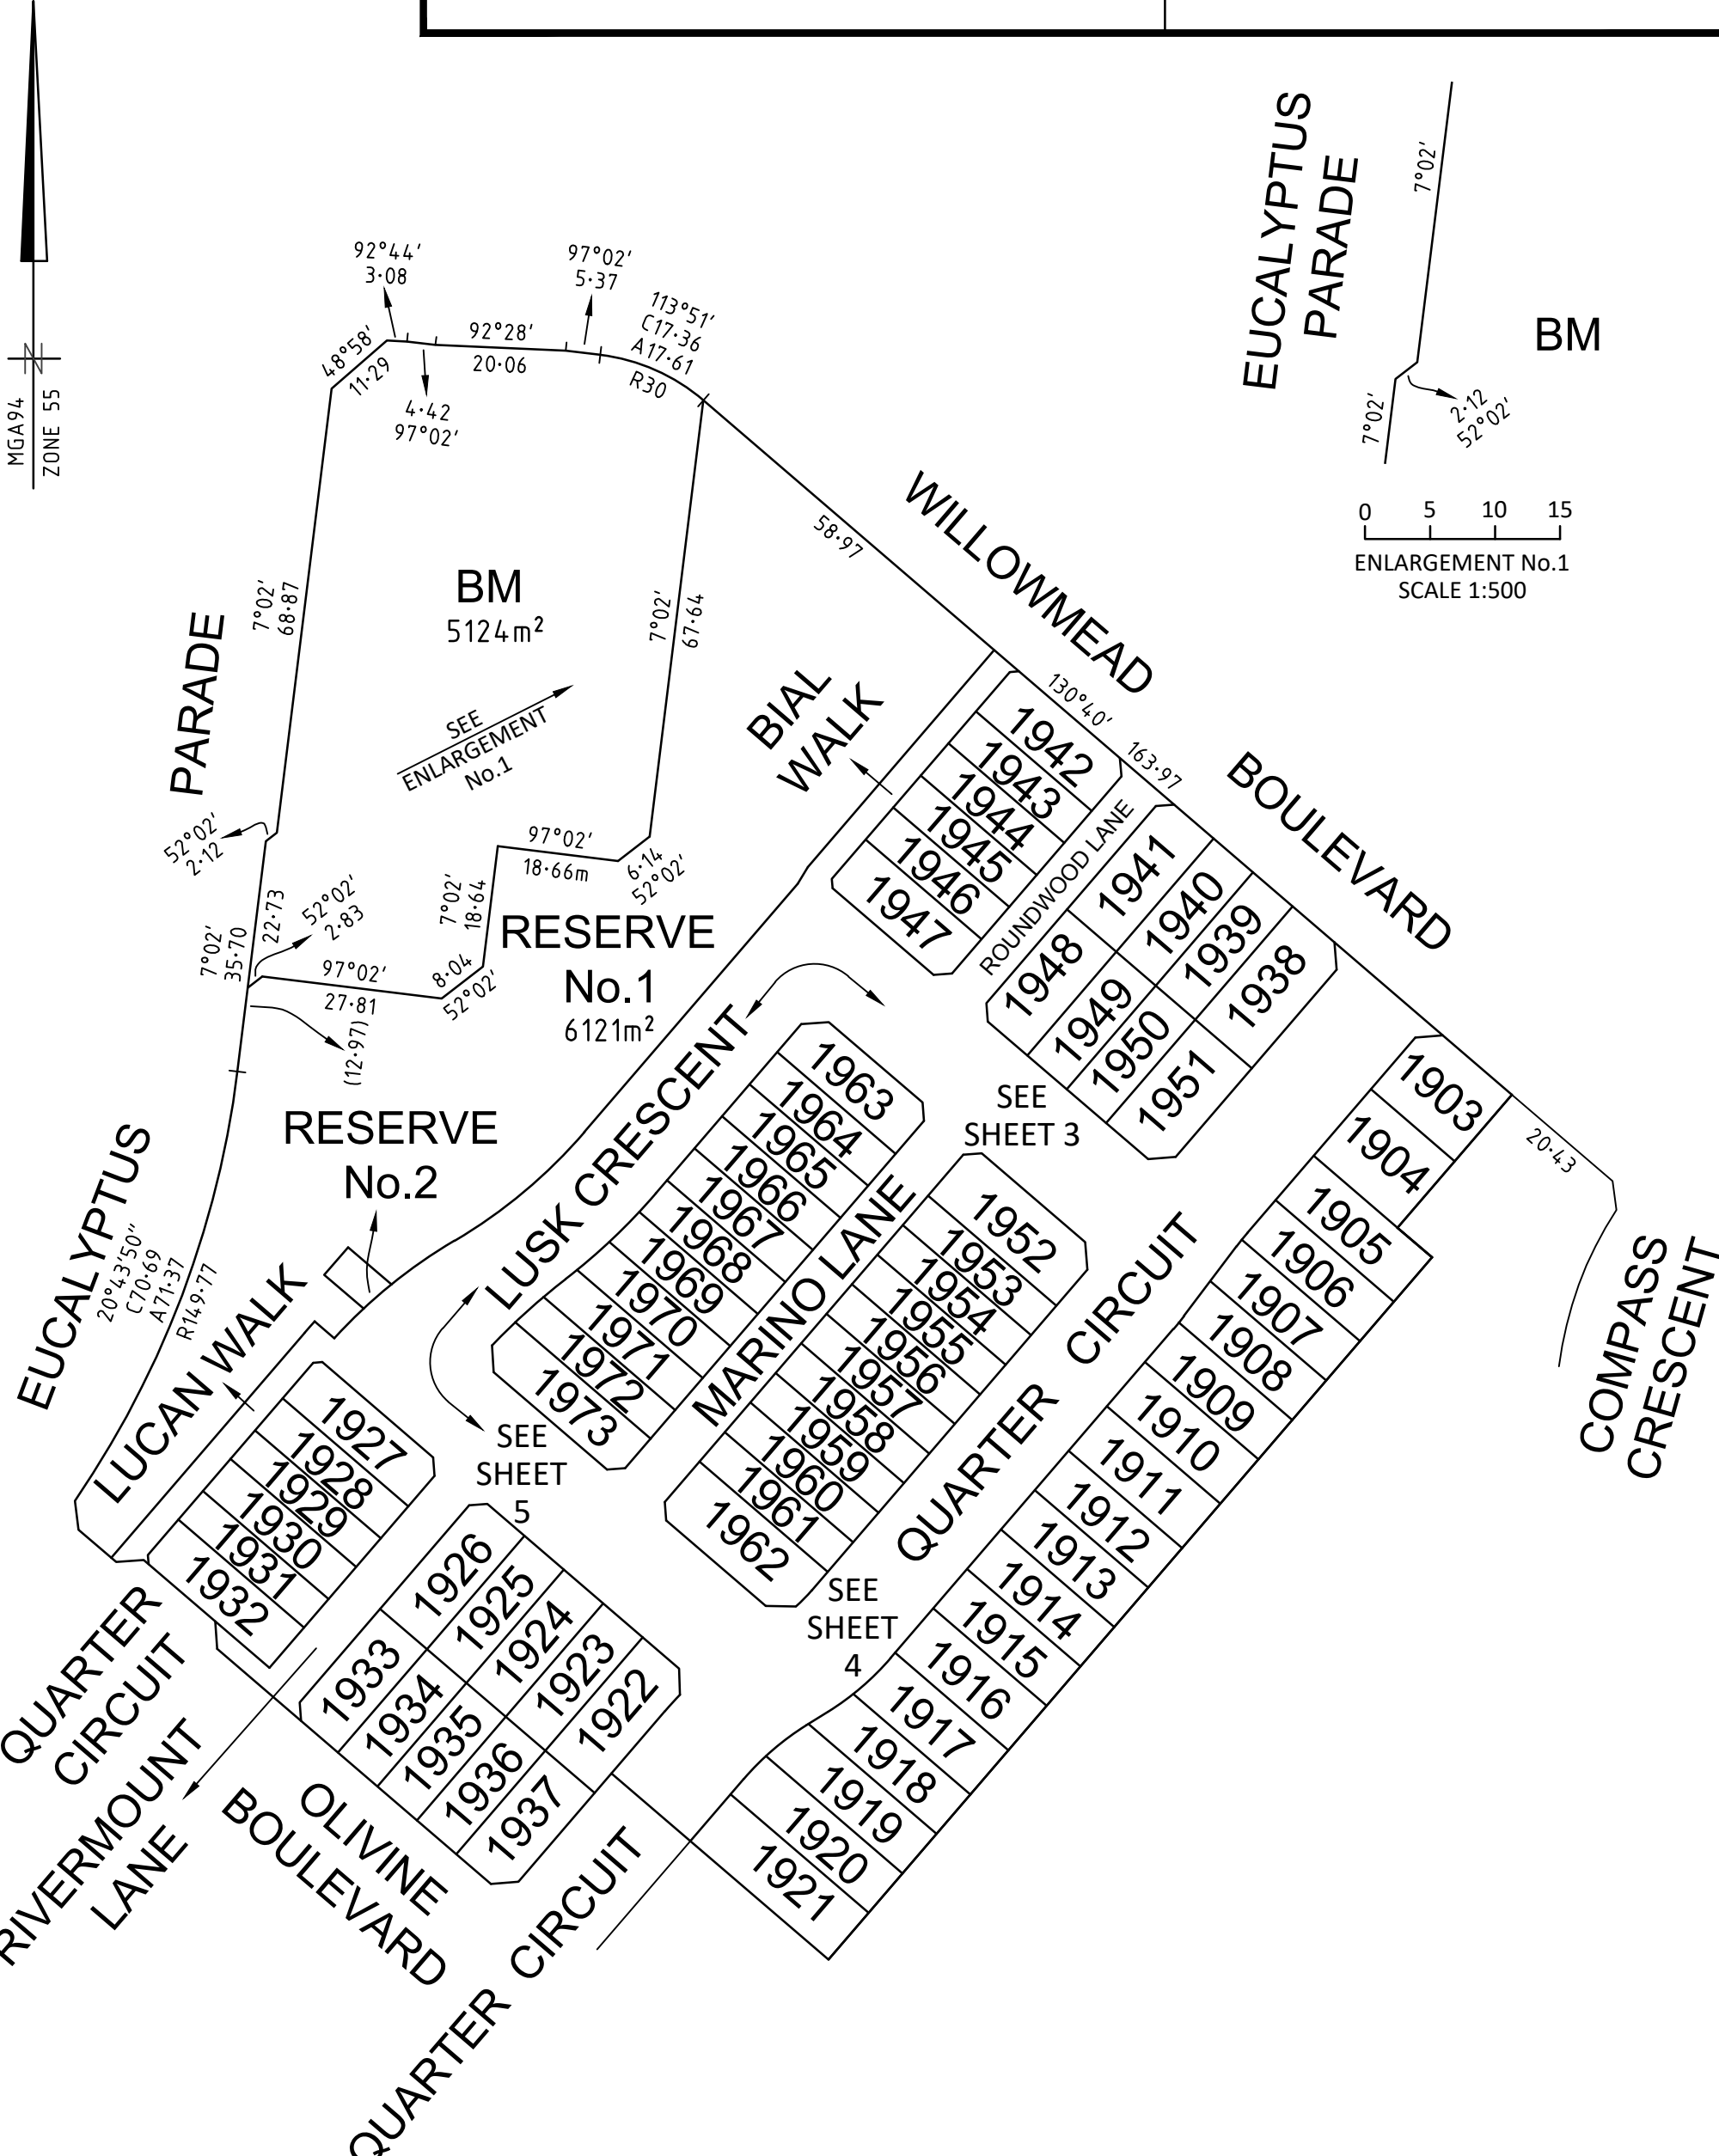 MGA94
ZONE 55
N
92°44'
3·08
97°02'
5·37
113°51'
C17·36
A17·61
R30
48°58'
11·29
92°28'
20·06
4·42
97°02'
EUCALYPTUS
PARADE
7°02'
7°02'
BM
2·12
52°02'
0 5 10 15
ENLARGEMENT No.1
SCALE 1:500
58·97
WILLOWMEAD
BOULEVARD
130°40'
163·97
7°02'
68·87
BM
5124m²
7°02'
67·64
PARADE
SEE
ENLARGEMENT
No.1
BIAL
WALK
52°02'
2·12
97°02'
18·66m
6·14
52°02'
7°02'
18·64
22·73
52°02'
2·83
7°02'
35·70
97°02'
27·81
8·04
52°02'
(12·97)
RESERVE
No.1
6121m²
RESERVE
No.2
1942
1943
1944
1945
1946
1947
ROUNDWOOD LANE
1941
1940
1939
1938
1948
1949
1950
1951
SEE
SHEET 3
LUSK CRESCENT
1963
1964
1965
1966
1967
1968
1969
1970
1971
1972
1973
MARINO LANE
1952
1953
1954
1955
1956
1957
1958
1959
1960
1961
1962
QUARTER CIRCUIT
1903
1904
1905
1906
1907
1908
1909
1910
1911
1912
1913
1914
1915
1916
1917
1918
1919
1920
1921
20·43
COMPASS
CRESCENT
EUCALYPTUS
20°43'50"
C70·69
A71·37
R149·77
LUCAN WALK
SEE
SHEET
5
SEE
SHEET
4
1927
1928
1929
1930
1931
1932
1926
1925
1924
1923
1922
1933
1934
1935
1936
1937
QUARTER
CIRCUIT
RIVERMOUNT
LANE
OLIVINE
BOULEVARD
QUARTER CIRCUIT